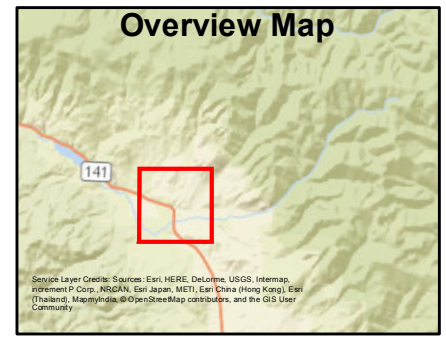 Overview Map
141
Service Layer Credits: Sources: Esri, HERE, DeLorme, USGS, Intermap,
increment P Corp., NRCAN, Esri Japan, METI, Esri China (Hong Kong), Esri
(Thailand), MapmyIndia, © OpenStreetMap contributors, and the GIS User
Community